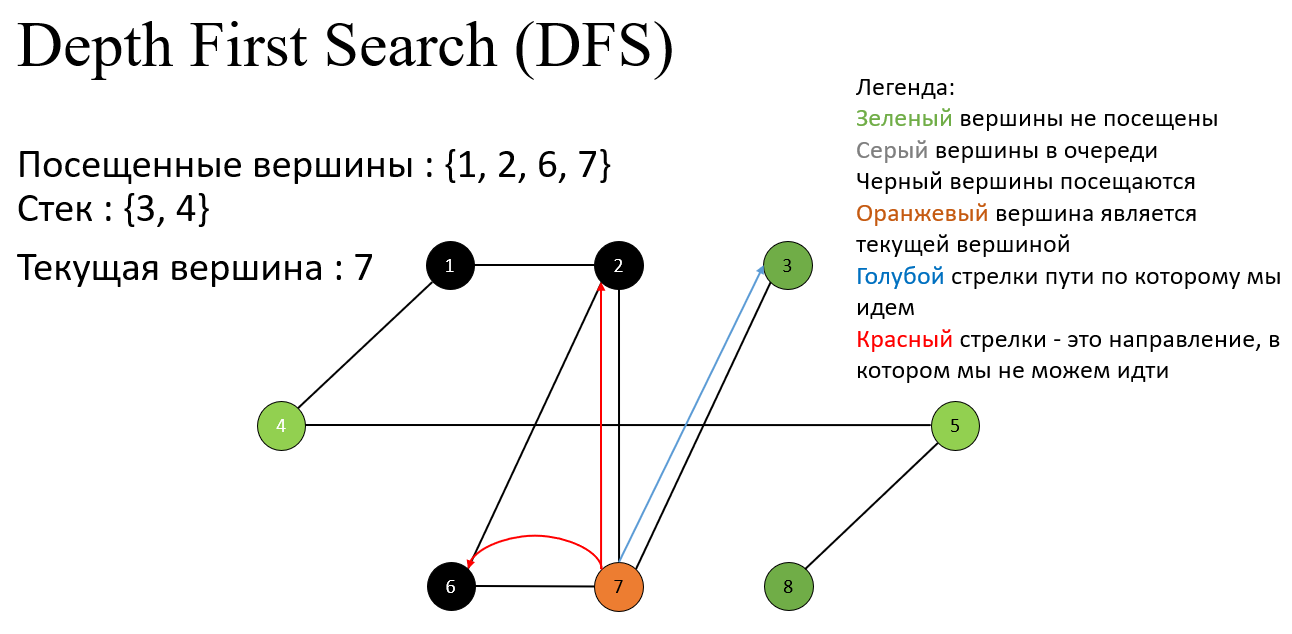 Depth First Search (DFS)
Легенда:
Зеленый вершины не посещены
Серый вершины в очереди
Черный вершины посещаются
Оранжевый вершина является
текущей вершиной
Голубой стрелки пути по которому мы
идем
Красный стрелки - это направление, в
котором мы не можем идти
Посещенные вершины : {1, 2, 6, 7}
Стек : {3, 4}
Текущая вершина : 7
1
2
3
4
5
6
7
8